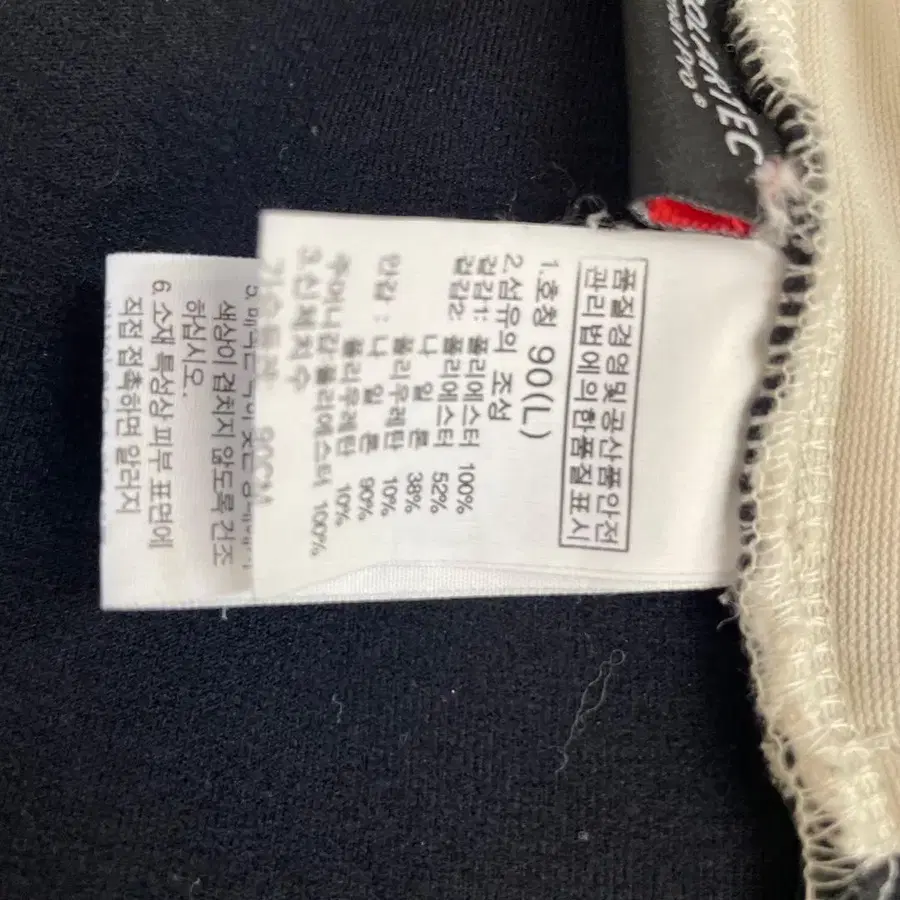 POLARTEC
품질경영및공산품안전
관리법에의한품질표시
1.호칭 90(L)
2.섬유의 조성
겉감1: 폴리에스터 100%
겉감2: 폴리에스터 52%
나 일 론 38%
폴리우레탄 10%
안감 : 나 일 론 90%
폴리우레탄 10%
주머니감:폴리에스터 100%
3.신체치수
가슴둘레 90CM
색상이 겹치지 않도록 건조
하십시오.
6. 소재 특성상 피부 표면에
직접 접촉하면 알러지